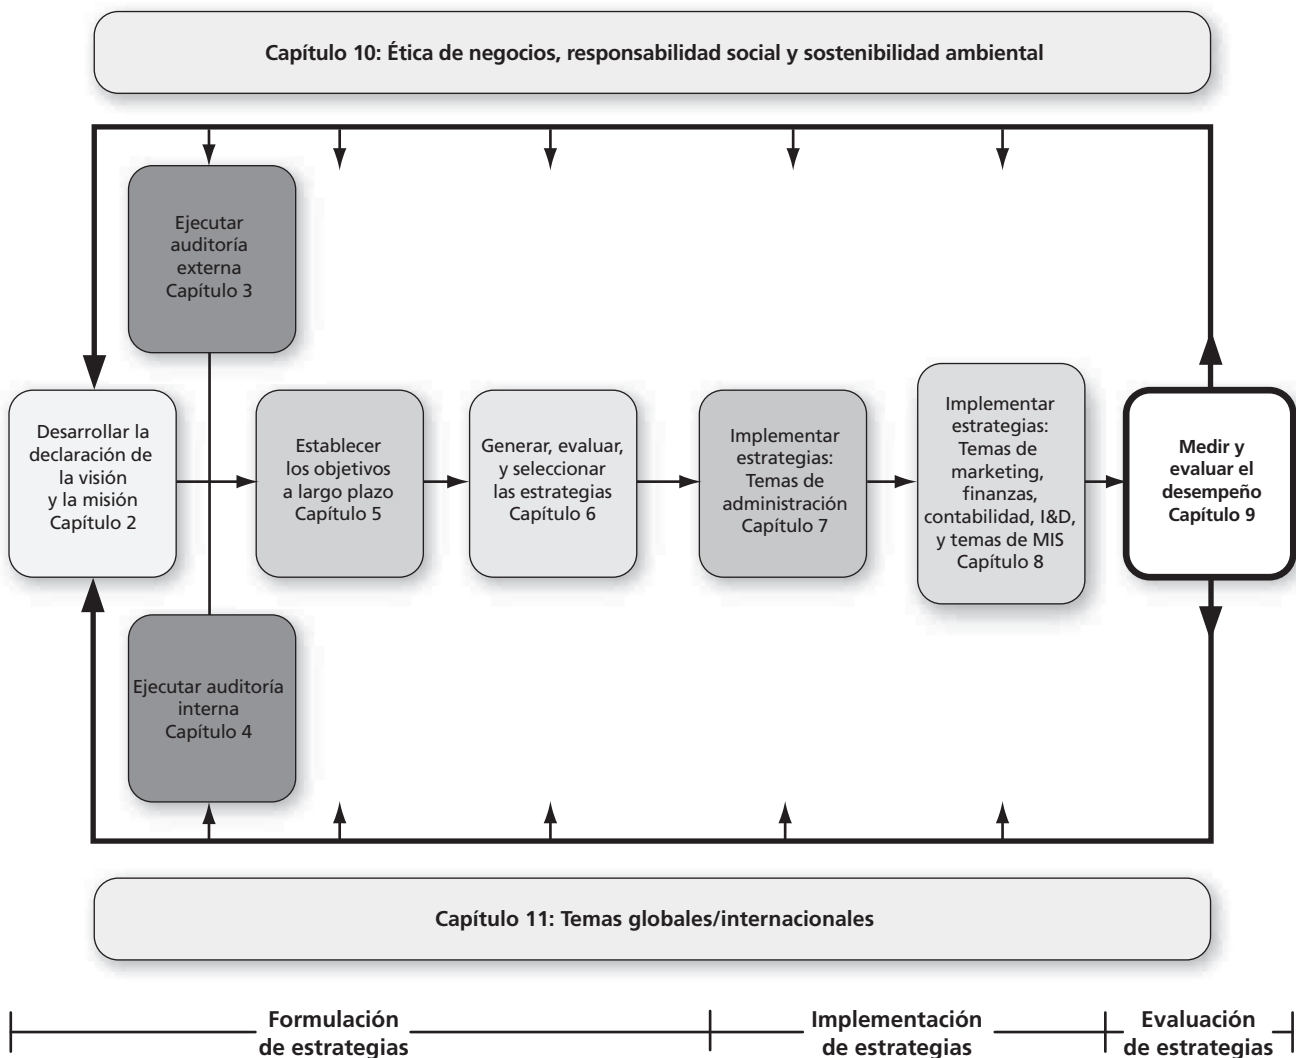 Capítulo 10: Ética de negocios, responsabilidad social y sostenibilidad ambiental
Ejecutar
auditoría
externa
Capítulo 3
Desarrollar la
declaración de
la visión
y la misión
Capítulo 2
Establecer
los objetivos
a largo plazo
Capítulo 5
Generar, evaluar,
y seleccionar
las estrategias
Capítulo 6
Implementar
estrategias:
Temas de
administración
Capítulo 7
Implementar
estrategias:
Temas de
marketing,
finanzas,
contabilidad, I&D,
y temas de MIS
Capítulo 8
Medir y
evaluar el
desempeño
Capítulo 9
Ejecutar auditoría
interna
Capítulo 4
Capítulo 11: Temas globales/internacionales
Formulación
de estrategias
Implementación
de estrategias
Evaluación
de estrategias